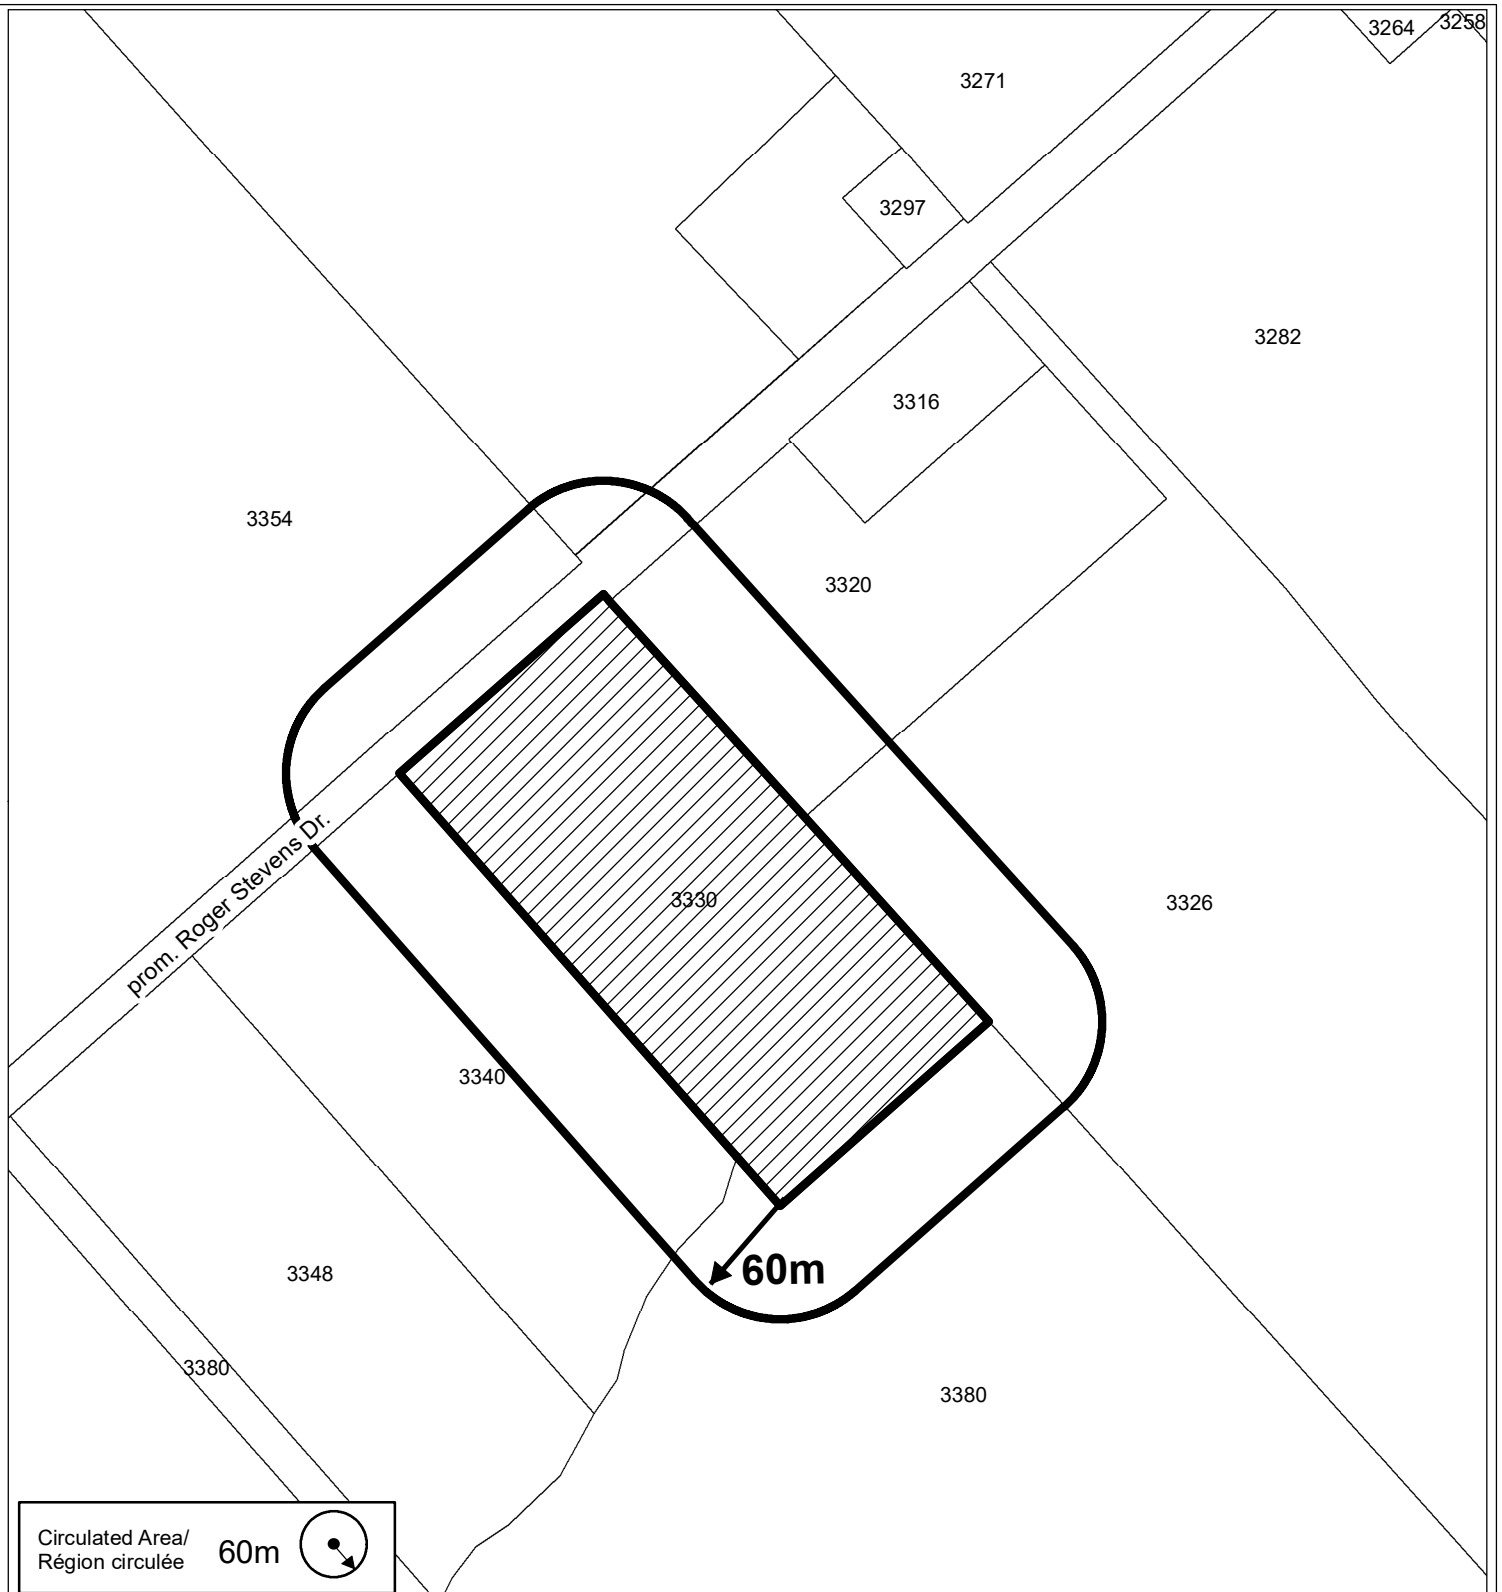 3264
3258
3271
3297
3282
3316
3354
3320
prom. Roger Stevens Dr.
3330
3326
3340
60m
3348
3380
3380
Circulated Area/
Région circulée
60m